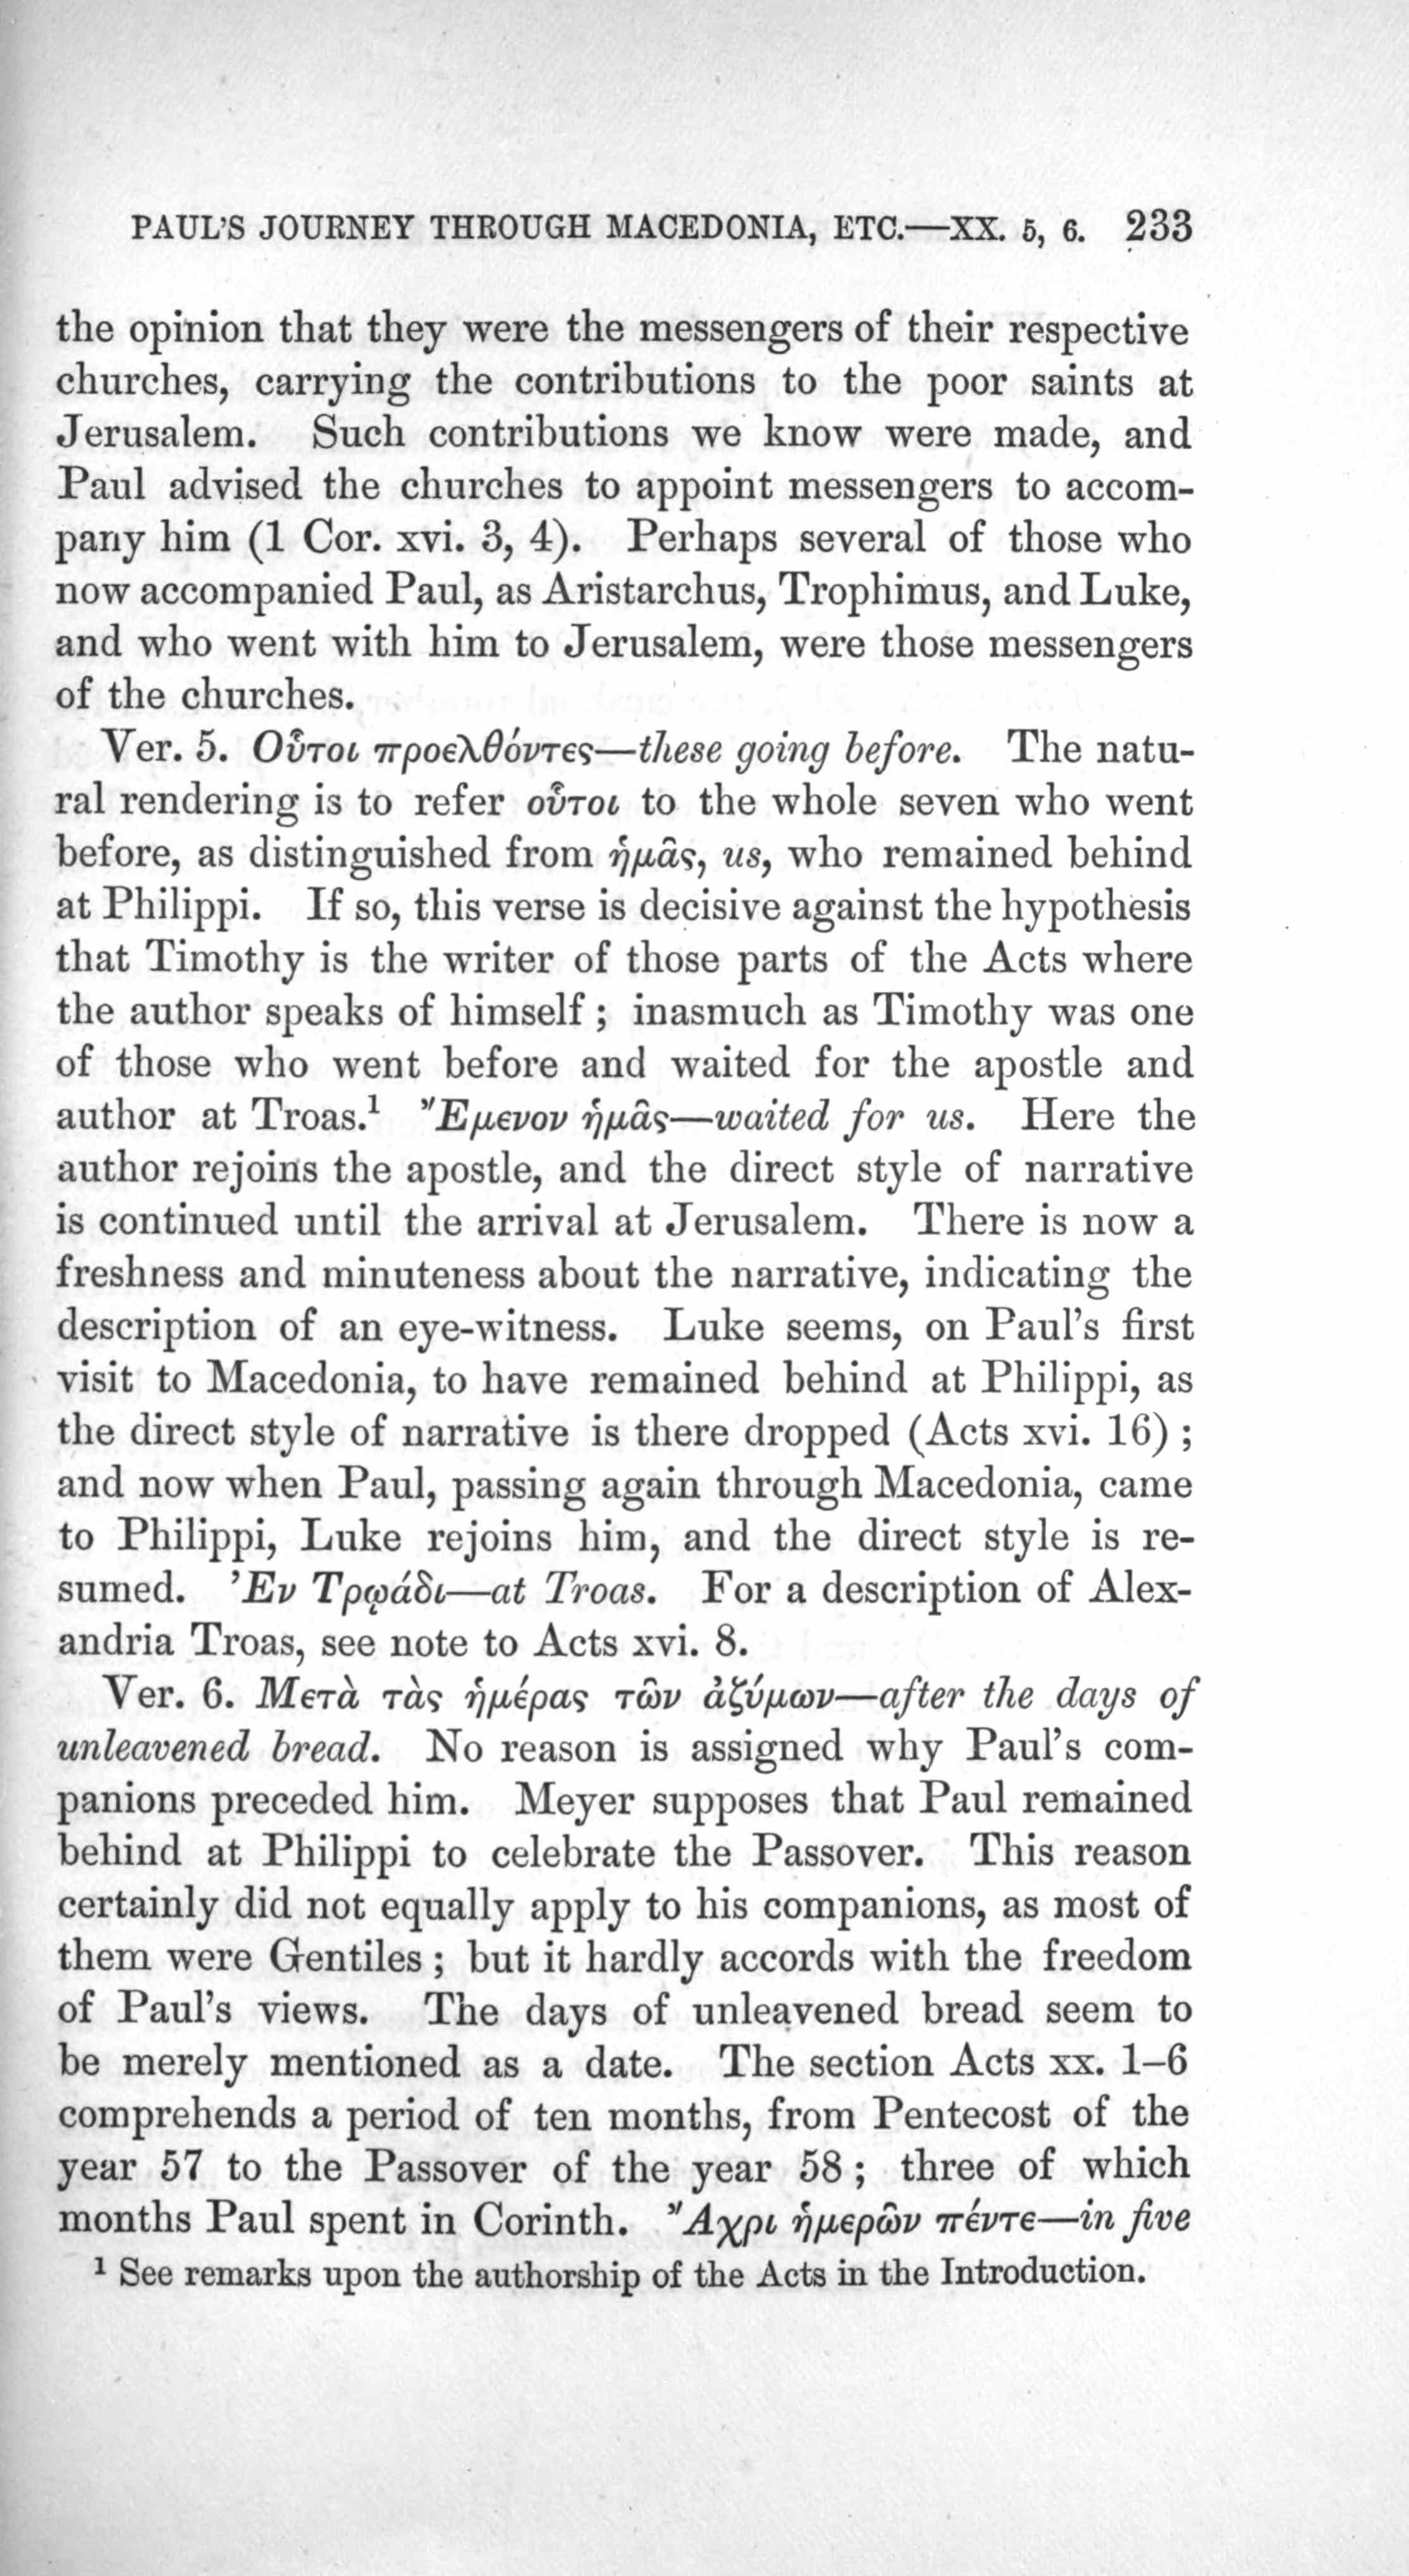 PAUL'S JOURNEY THROUGH MACEDONIA, ETC.—XX. 5, 6. 233
the opinion that they were the messengers of their respective
churches, carrying the contributions to the poor saints at
Jerusalem. Such contributions we know were made, and
Paul advised the churches to appoint messengers to accom-
pany him (1 Cor. xvi. 3, 4). Perhaps several of those who
now accompanied Paul, as Aristarchus, Trophimus, and Luke,
and who went with him to Jerusalem, were those messengers
of the churches.
Ver. 5. Οὗτοι προελθόντες—these going before. The natu-
ral rendering is to refer οὗτοι to the whole seven who went
before, as distinguished from ἡμᾶς, us, who remained behind
at Philippi. If so, this verse is decisive against the hypothesis
that Timothy is the writer of those parts of the Acts where
the author speaks of himself; inasmuch as Timothy was one
of those who went before and waited for the apostle and
author at Troas.¹ Ἔμενον ἡμᾶς—waited for us. Here the
author rejoins the apostle, and the direct style of narrative
is continued until the arrival at Jerusalem. There is now a
freshness and minuteness about the narrative, indicating the
description of an eye-witness. Luke seems, on Paul's first
visit to Macedonia, to have remained behind at Philippi, as
the direct style of narrative is there dropped (Acts xvi. 16);
and now when Paul, passing again through Macedonia, came
to Philippi, Luke rejoins him, and the direct style is re-
sumed. Ἐν Τρῳάδι—at Troas. For a description of Alex-
andria Troas, see note to Acts xvi. 8.
Ver. 6. Μετὰ τὰς ἡμέρας τῶν ἀζύμων—after the days of
unleavened bread. No reason is assigned why Paul's com-
panions preceded him. Meyer supposes that Paul remained
behind at Philippi to celebrate the Passover. This reason
certainly did not equally apply to his companions, as most of
them were Gentiles; but it hardly accords with the freedom
of Paul's views. The days of unleavened bread seem to
be merely mentioned as a date. The section Acts xx. 1–6
comprehends a period of ten months, from Pentecost of the
year 57 to the Passover of the year 58; three of which
months Paul spent in Corinth. Ἄχρι ἡμερῶν πέντε—in five
¹ See remarks upon the authorship of the Acts in the Introduction.